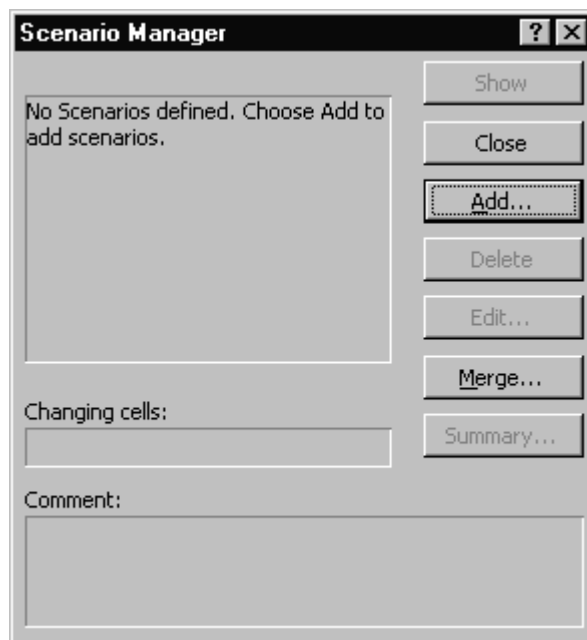 Scenario Manager
?
X
Show
No Scenarios defined. Choose Add to
add scenarios.
Close
Add...
Delete
Edit...
Merge...
Changing cells:
Summary...
Comment: